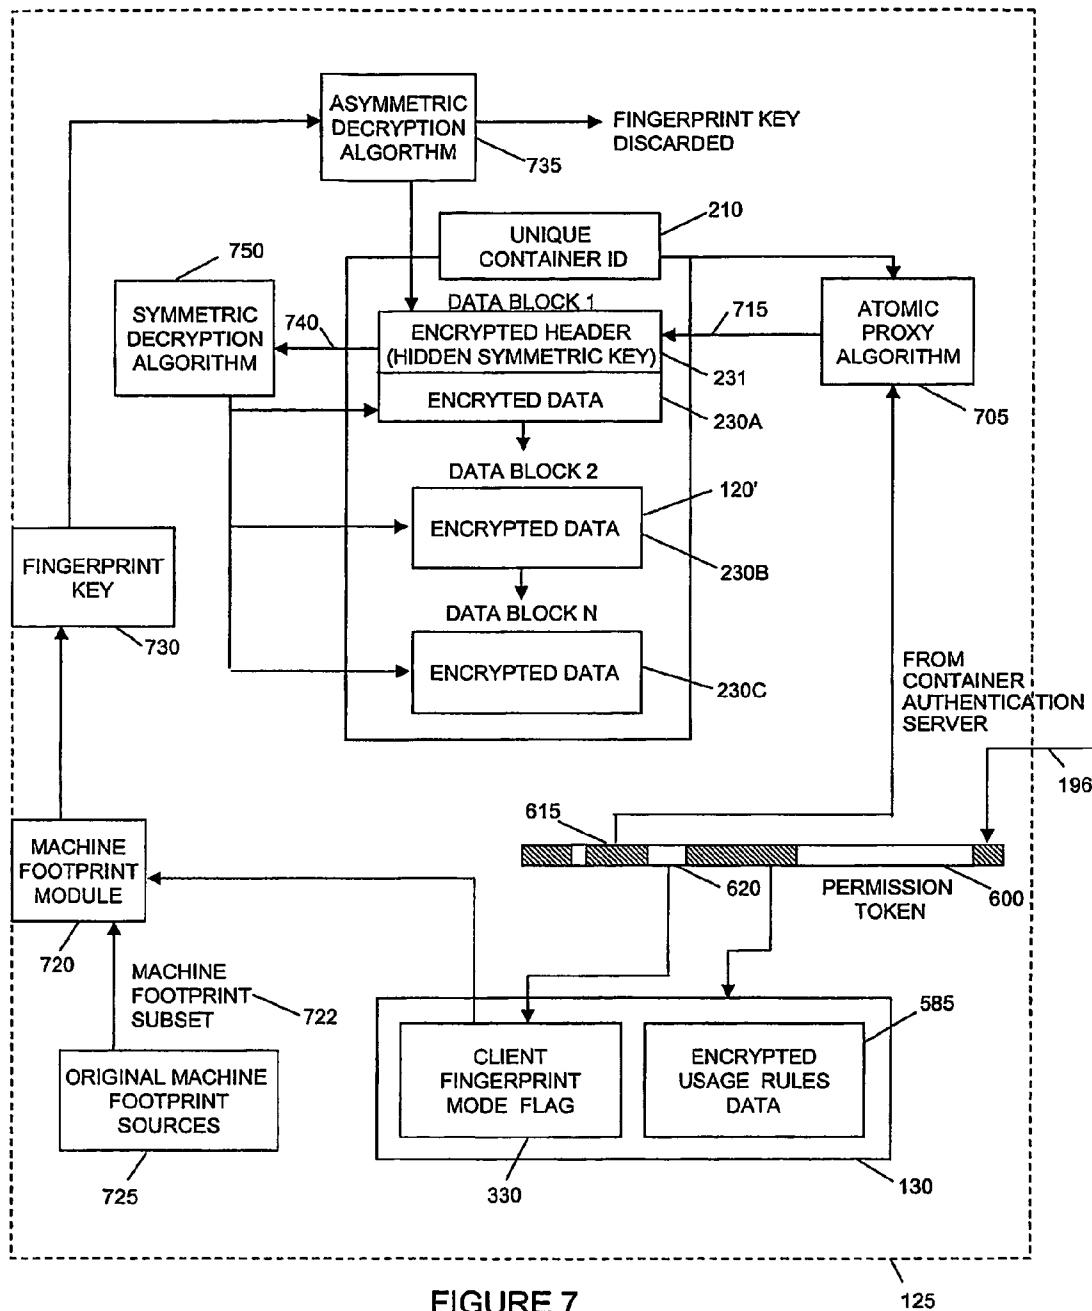 ASYMMETRIC
DECRYPTION
ALGORTHM
735
FINGERPRINT KEY
DISCARDED
210
UNIQUE
CONTAINER ID
750
SYMMETRIC
DECRYPTION
ALGORITHM
740
DATA BLOCK 1
ENCRYPTED HEADER
(HIDDEN SYMMETRIC KEY)
715
ATOMIC
PROXY
ALGORITHM
231
705
ENCRYTED DATA
230A
DATA BLOCK 2
120'
ENCRYPTED DATA
230B
FINGERPRINT
KEY
730
DATA BLOCK N
ENCRYPTED DATA
230C
FROM
CONTAINER
AUTHENTICATION
SERVER
196
615
MACHINE
FOOTPRINT
MODULE
720
620
PERMISSION
TOKEN
600
MACHINE
FOOTPRINT
SUBSET
722
585
ORIGINAL MACHINE
FOOTPRINT
SOURCES
725
CLIENT
FINGERPRINT
MODE FLAG
ENCRYPTED
USAGE RULES
DATA
330
130
125
FIGURE 7